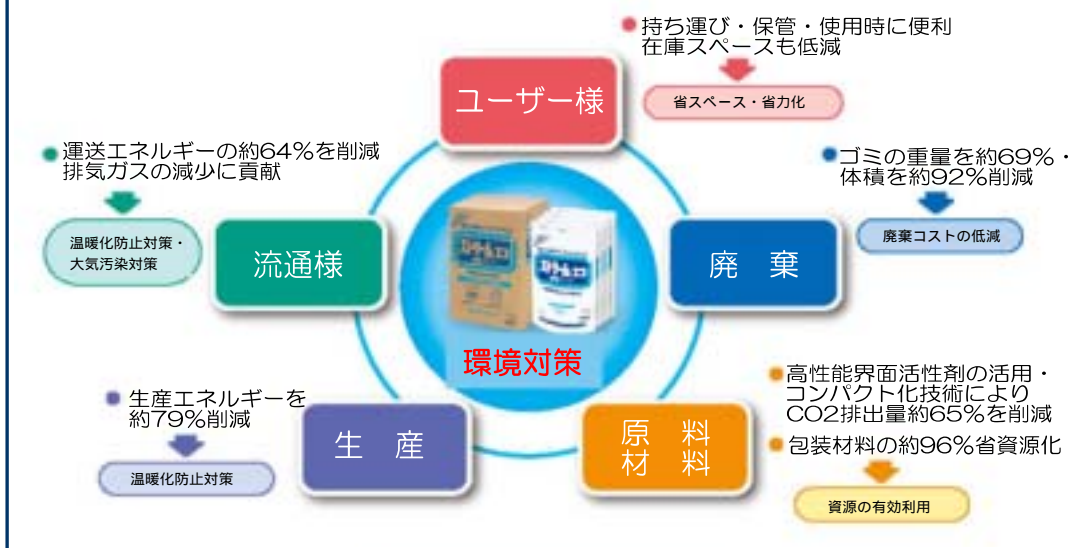 ● 持ち運び・保管・使用時に便利
在庫スペースも低減
省スペース・省力化
ユーザー様
● 運送エネルギーの約64%を削減
排気ガスの減少に貢献
温暖化防止対策・
大気汚染対策
流通様
● ゴミの重量を約69%・
体積を約92%削減
廃棄コストの低減
廃　棄
環境対策
● 生産エネルギーを
約79%削減
温暖化防止対策
生　産
原　料
材　料
● 高性能界面活性剤の活用・
コンパクト化技術により
CO2排出量約65%を削減
● 包装材料の約96%省資源化
資源の有効利用